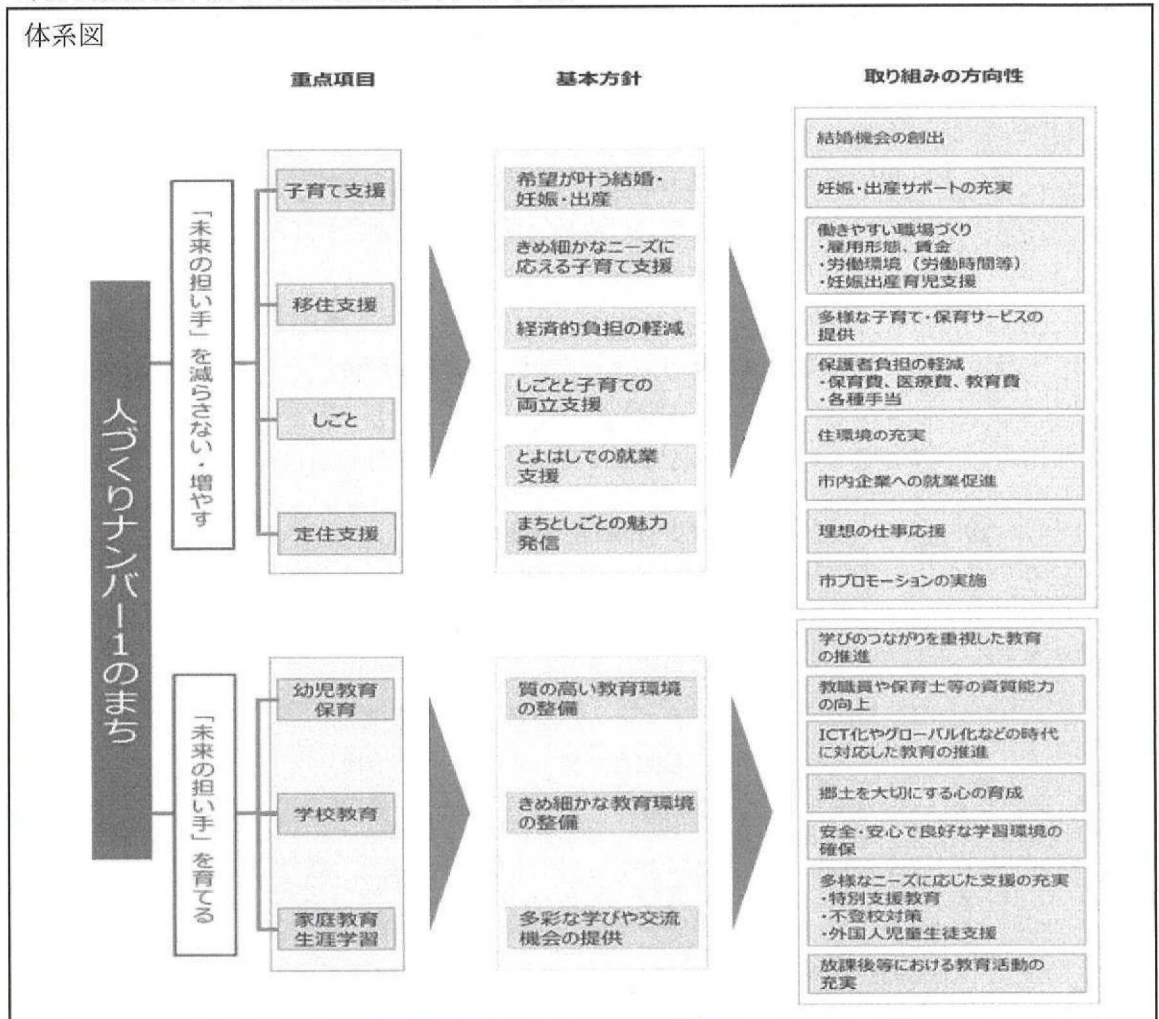 体系図
重点項目
基本方針
取り組みの方向性
人づくりナンバー1のまち
「未来の担い手」を減らさない・増やす
子育て支援
移住支援
しごと
定住支援
希望が叶う結婚・
妊娠・出産
きめ細かなニーズに
応える子育て支援
経済的負担の軽減
しごとと子育ての
両立支援
とよはしでの就業
支援
まちとしごとの魅力
発信
結婚機会の創出
妊娠・出産サポートの充実
働きやすい職場づくり
・雇用形態、賃金
・労働環境（労働時間等）
・妊娠出産育児支援
多様な子育て・保育サービスの
提供
保護者負担の軽減
・保育費、医療費、教育費
・各種手当
住環境の充実
市内企業への就業促進
理想の仕事応援
市プロモーションの実施
「未来の担い手」を育てる
幼児教育
保育
学校教育
家庭教育
生涯学習
質の高い教育環境
の整備
きめ細かな教育環境
の整備
多彩な学びや交流
機会の提供
学びのつながりを重視した教育
の推進
教職員や保育士等の資質能力
の向上
ICT化やグローバル化などの時代
に対応した教育の推進
郷土を大切にする心の育成
安全・安心で良好な学習環境の
確保
多様なニーズに応じた支援の充実
・特別支援教育
・不登校対策
・外国人児童生徒支援
放課後等における教育活動の
充実